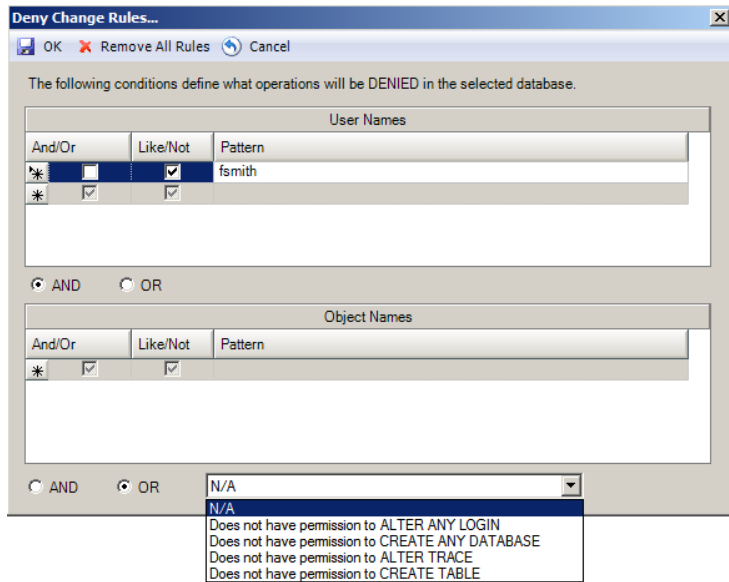 Deny Change Rules...
OK Remove All Rules Cancel
The following conditions define what operations will be DENIED in the selected database.
User Names
And/Or Like/Not Pattern
fsmith
AND OR
Object Names
And/Or Like/Not Pattern
AND OR N/A
N/A
Does not have permission to ALTER ANY LOGIN
Does not have permission to CREATE ANY DATABASE
Does not have permission to ALTER TRACE
Does not have permission to CREATE TABLE